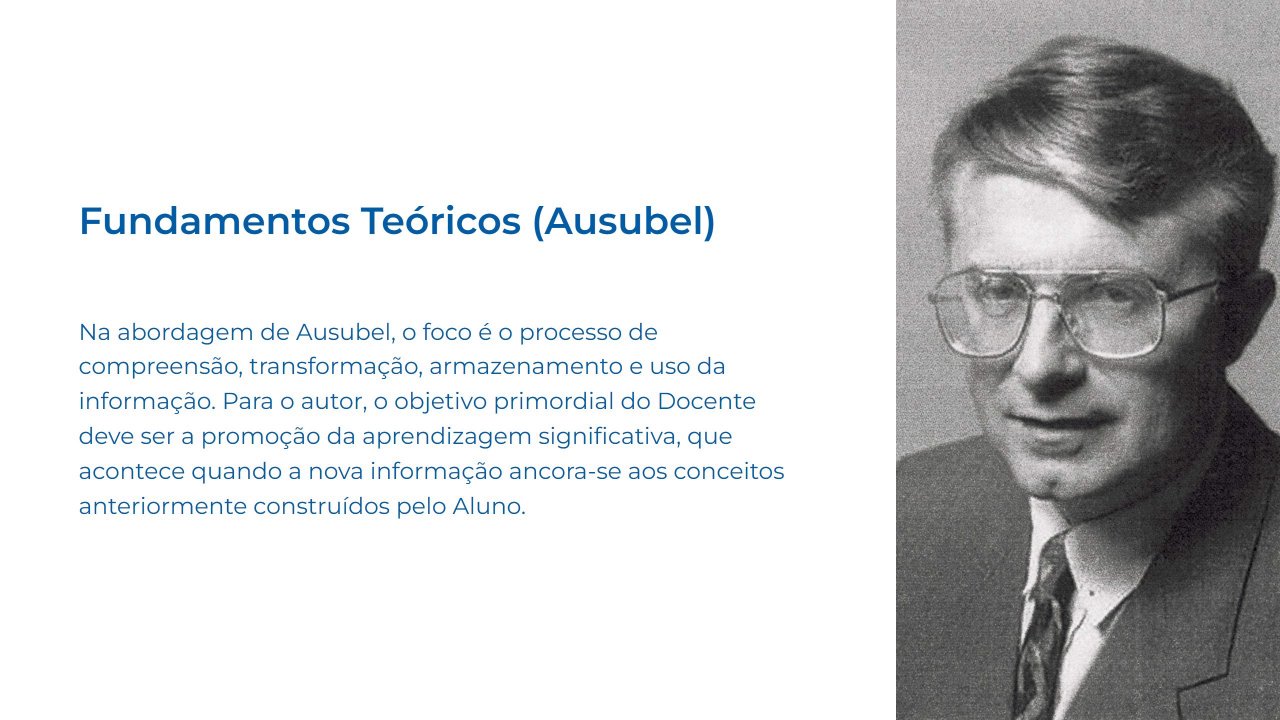 Fundamentos Teóricos (Ausubel)
Na abordagem de Ausubel, o foco é o processo de
compreensão, transformação, armazenamento e uso da
informação. Para o autor, o objetivo primordial do Docente
deve ser a promoção da aprendizagem significativa, que
acontece quando a nova informação ancora-se aos conceitos
anteriormente construídos pelo Aluno.